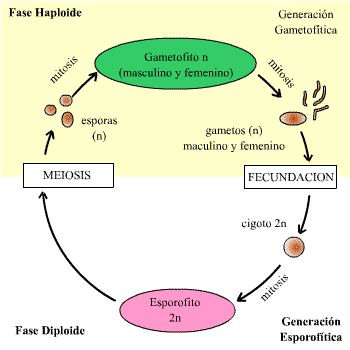 Fase Haploide
Generación
Gametofítica
mitosis
Gametofito n
(masculino y femenino)
mitosis
esporas
(n)
gametos (n)
maculino y femenino
MEIOSIS
FECUNDACION
cigoto 2n
mitosis
Esporofito
2n
Fase Diploide
Generación
Esporofítica